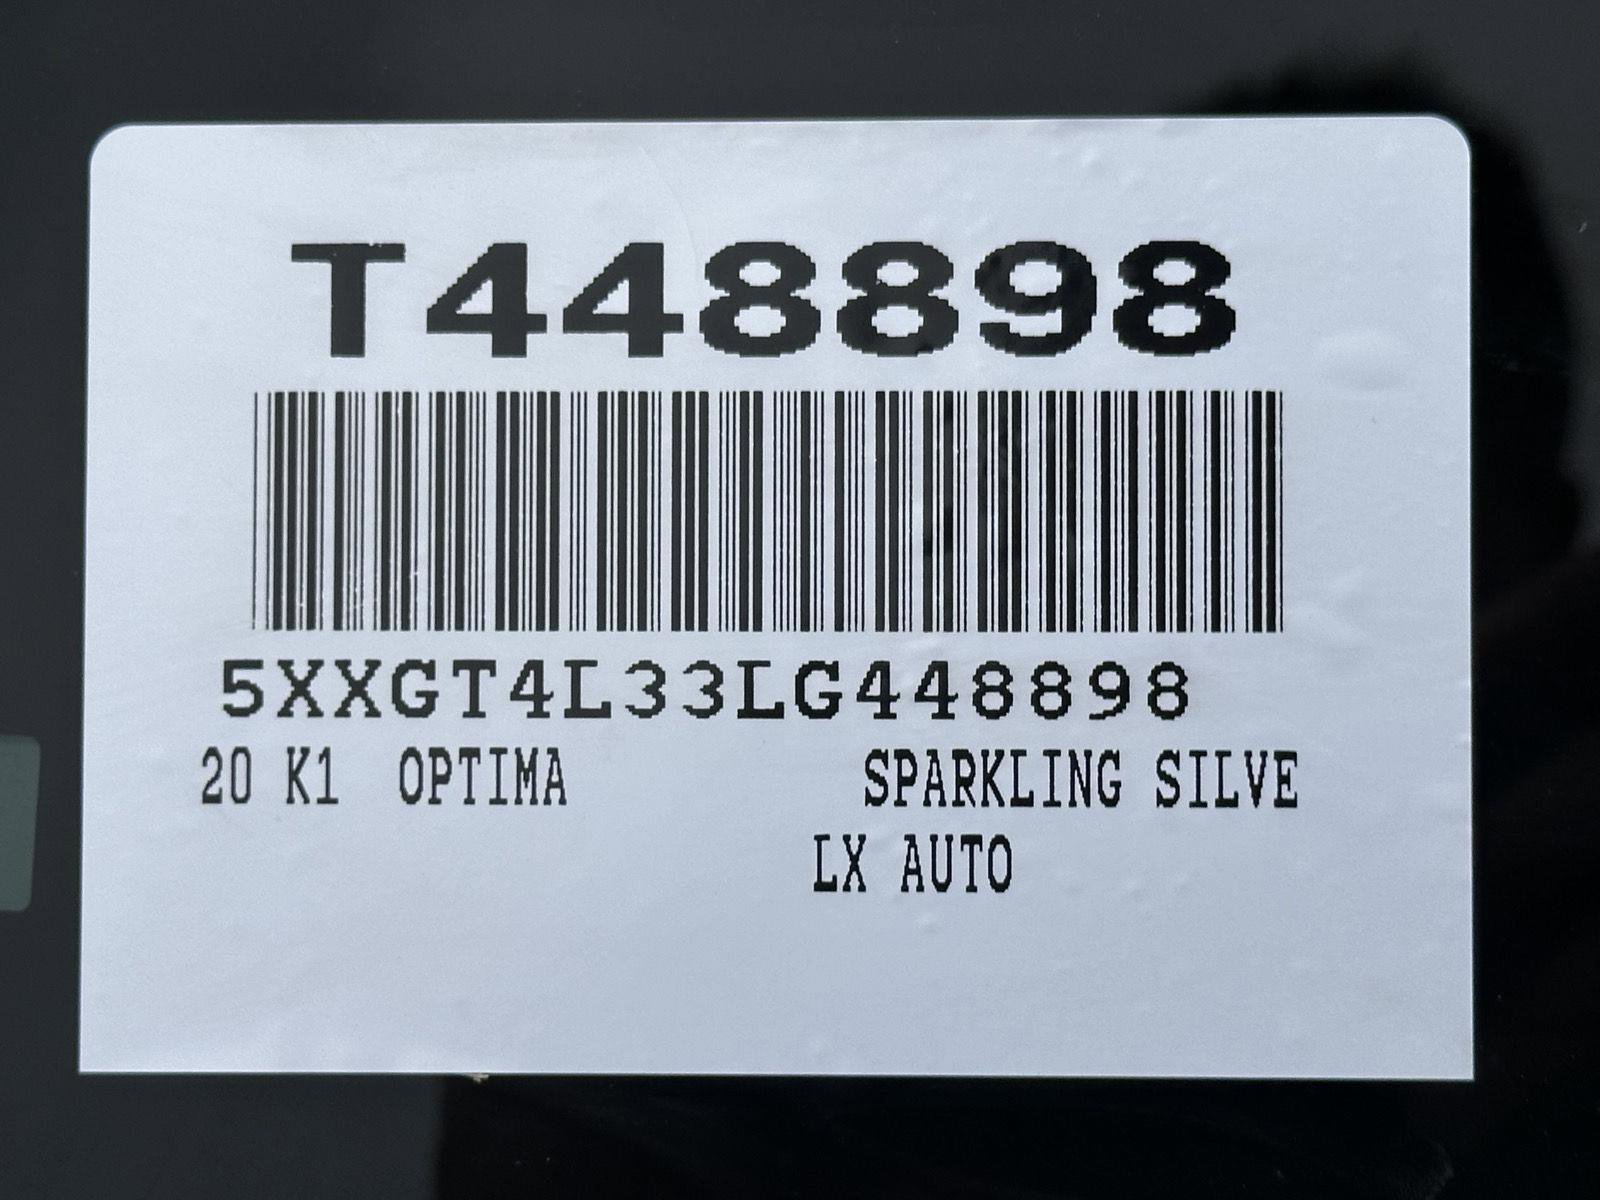 T448898
5XXGT4L33LG448898
20 K1 OPTIMA SPARKLING SILVE
LX AUTO